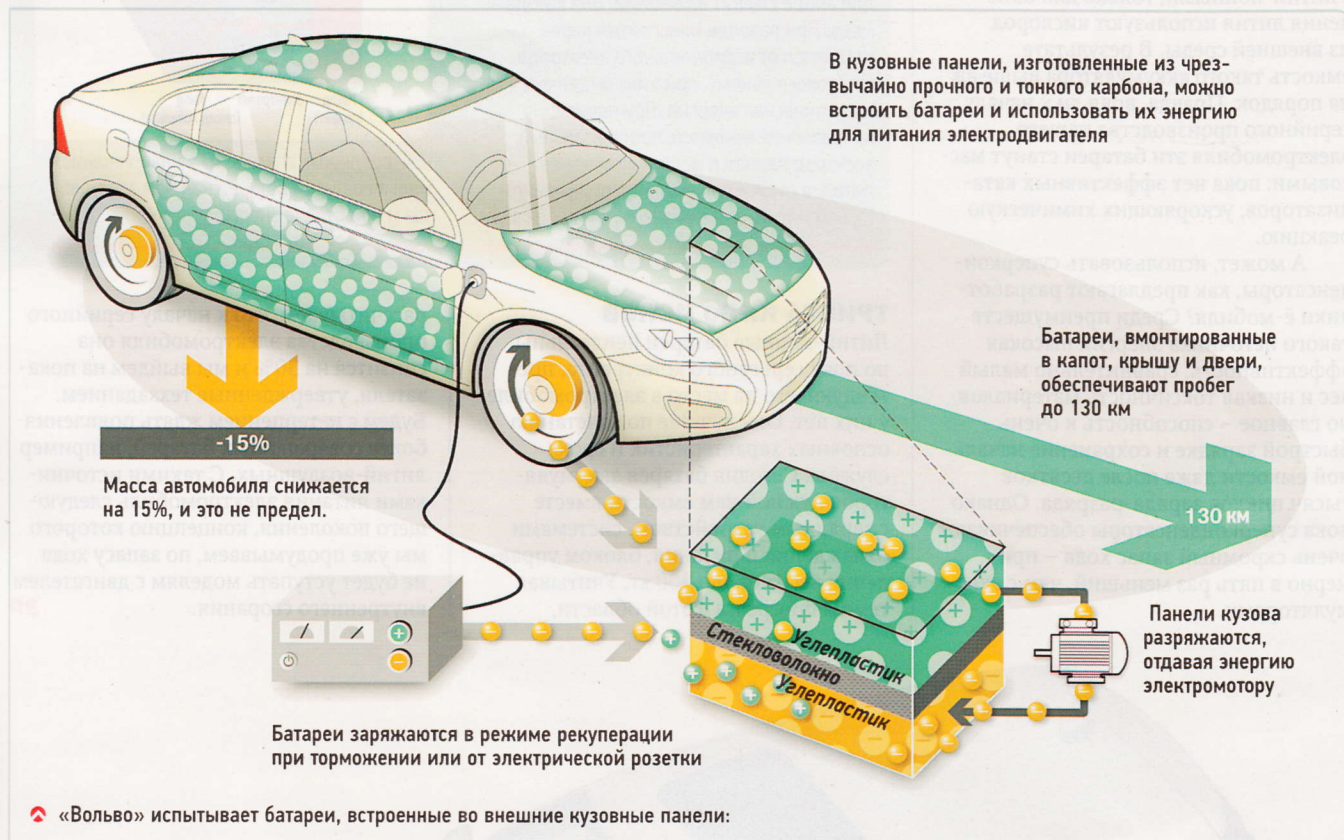 В кузовные панели, изготовленные из чрез-
вычайно прочного и тонкого карбона, можно
встроить батареи и использовать их энергию
для питания электродвигателя
Батареи, вмонтированные
в капот, крышу и двери,
обеспечивают пробег
до 130 км
-15%
Масса автомобиля снижается
на 15%, и это не предел.
130 км
Углепластик
Стекловолокно
Углепластик
Панели кузова
разряжаются,
отдавая энергию
электромотору
Батареи заряжаются в режиме рекуперации
при торможении или от электрической розетки
«Вольво» испытывает батареи, встроенные во внешние кузовные панели: